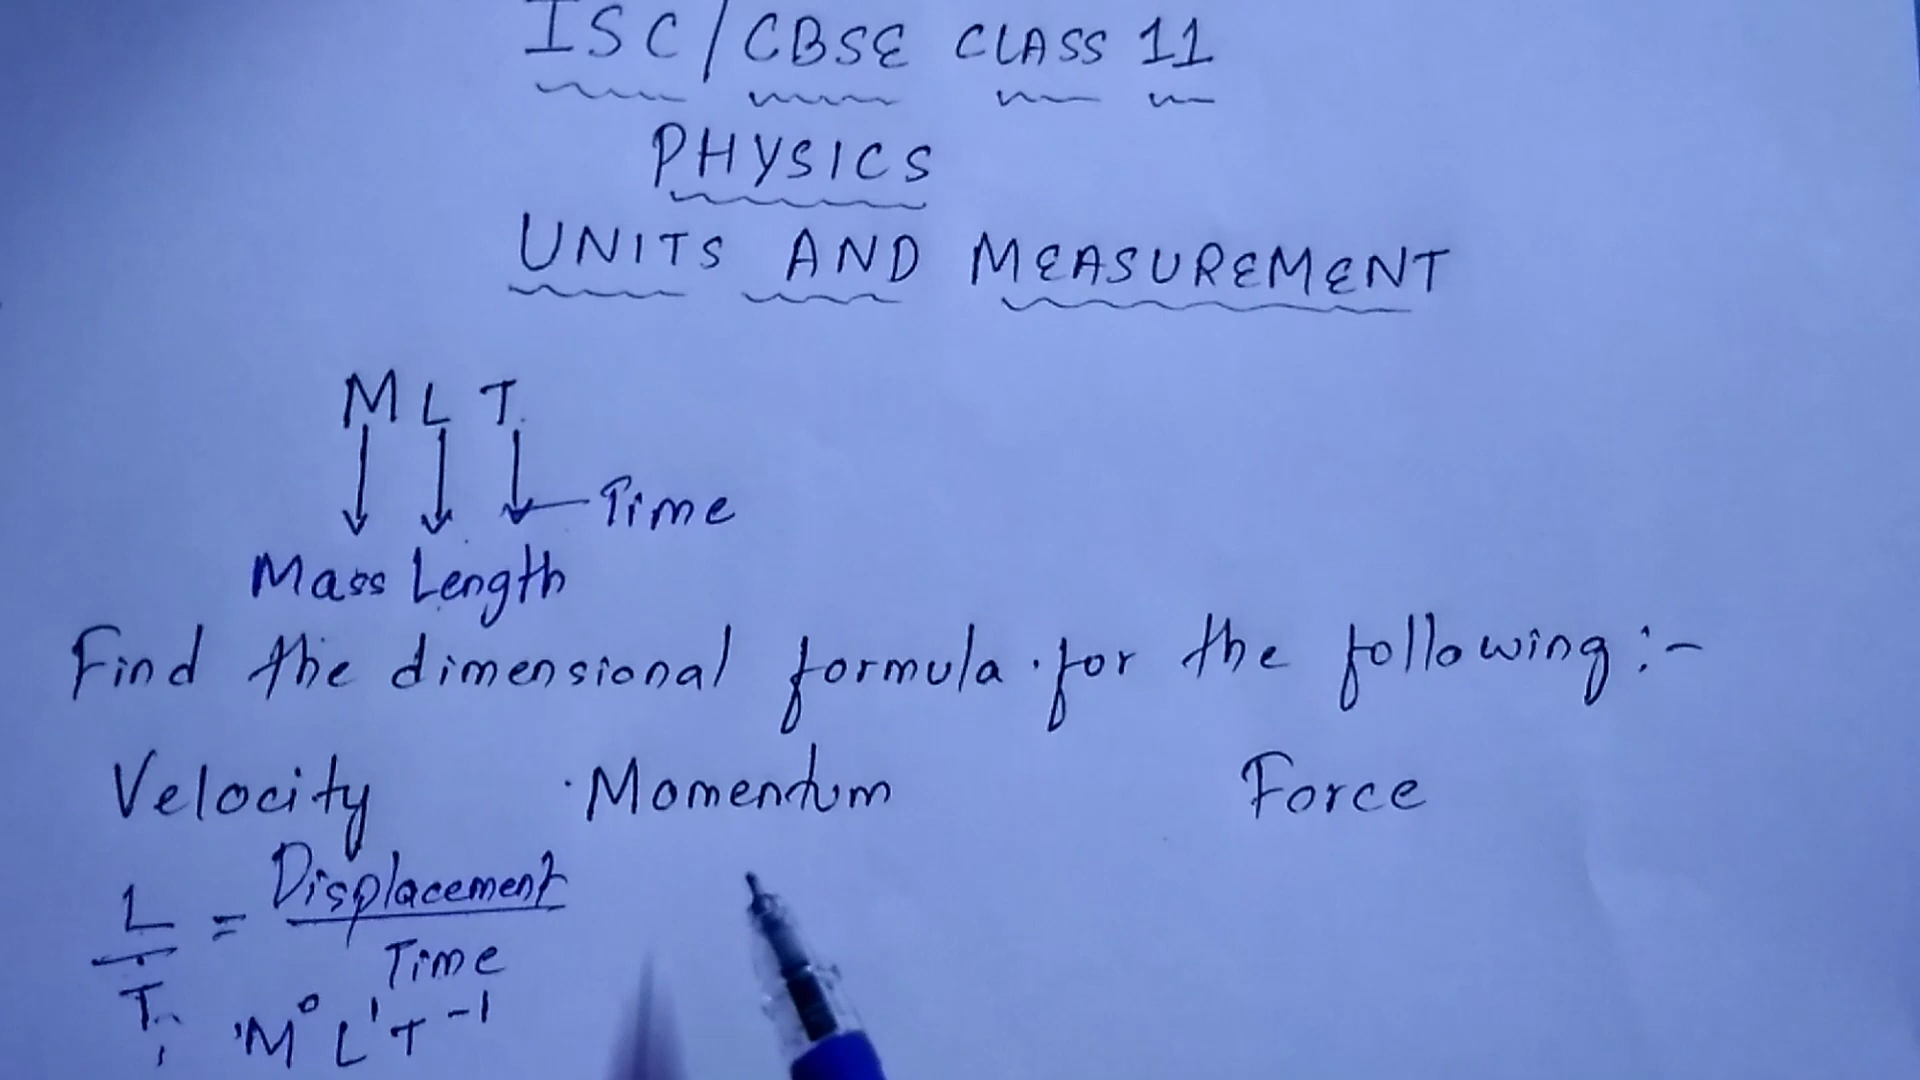 ISC/CBSE CLASS 11
PHYSICS
UNITS AND MEASUREMENT
M L T
Time
Mass Length
Find the dimensional formula for the following:-
Velocity Momentum Force
L/T = Displacement/Time
M⁰L¹T⁻¹